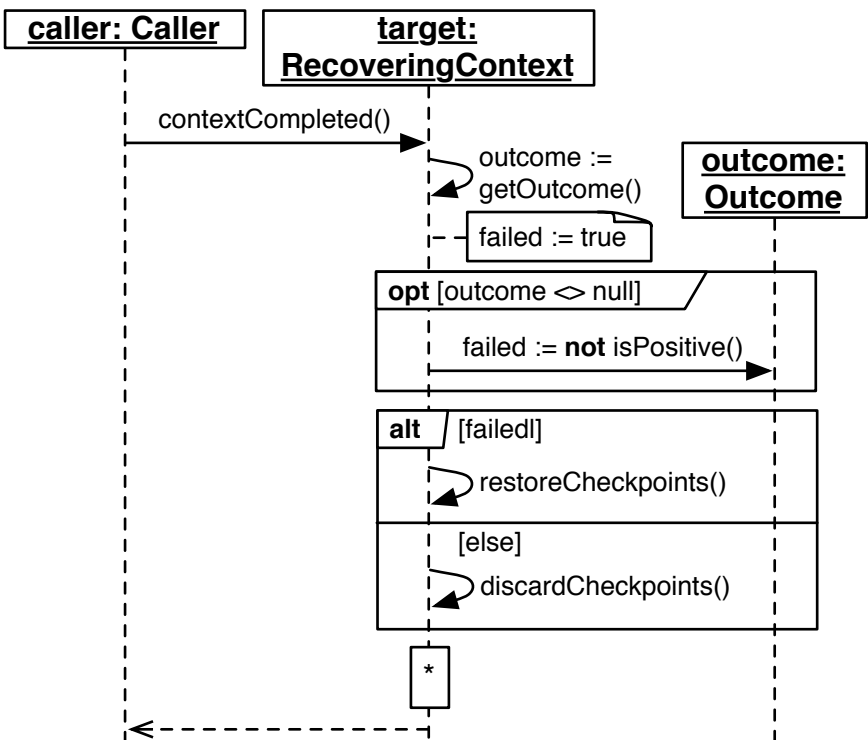 caller: Caller
target:
RecoveringContext
contextCompleted()
outcome :=
getOutcome()
outcome:
Outcome
failed := true
opt [outcome <> null]
failed := not isPositive()
alt [failedl]
restoreCheckpoints()
[else]
discardCheckpoints()
*